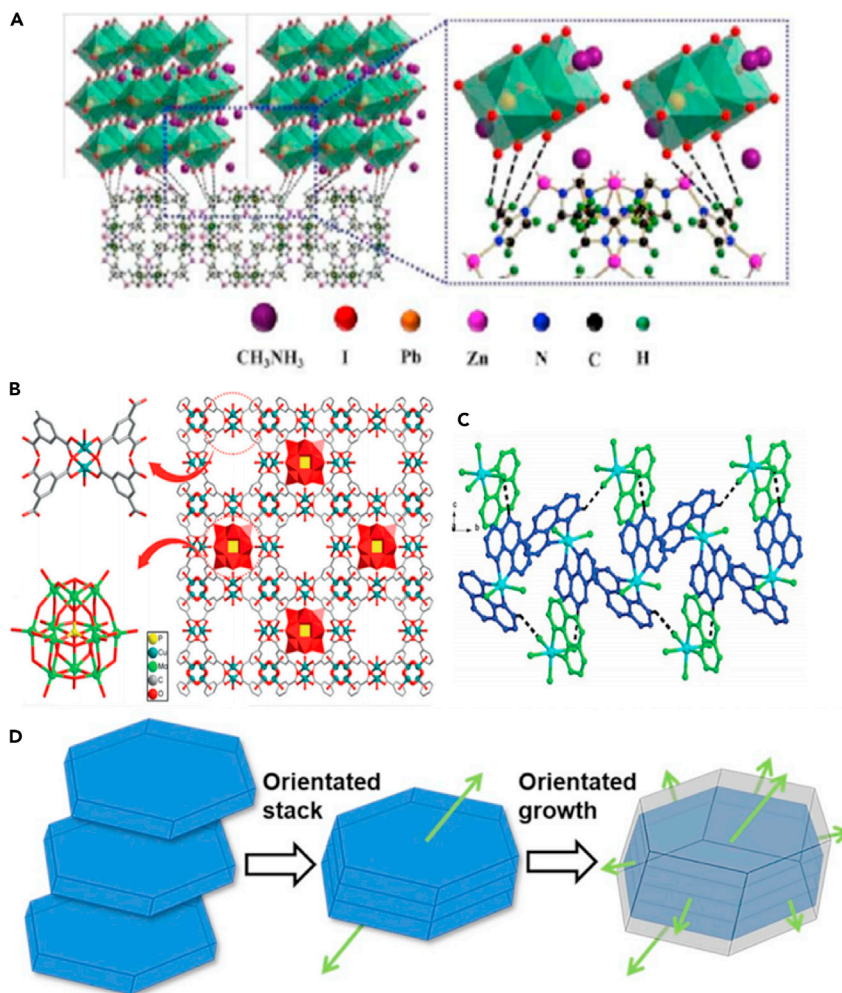 A
CH₃NH₃ I Pb Zn N C H
B
P
Cu
Mo
C
O
C
c
b
D
Orientated
stack
Orientated
growth